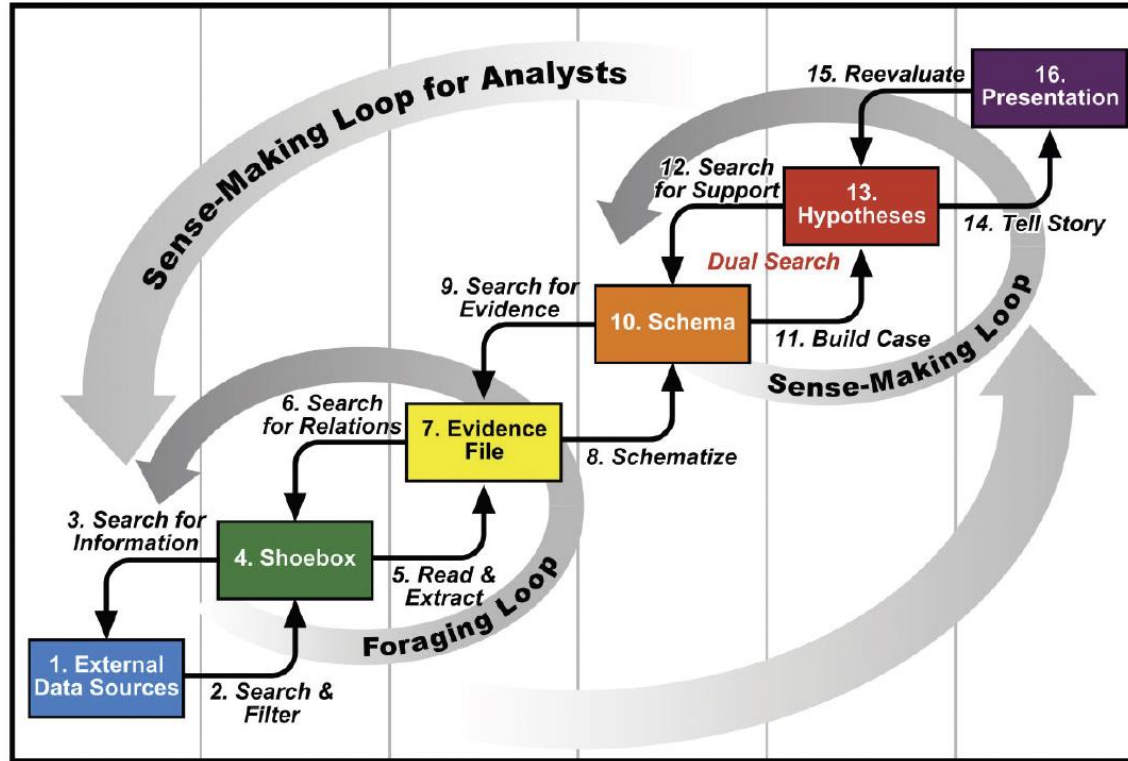 Sense-Making Loop for Analysts
15. Reevaluate
16.
Presentation
12. Search
for Support
13.
Hypotheses
14. Tell Story
Dual Search
9. Search for
Evidence
10. Schema
11. Build Case
Sense-Making Loop
6. Search
for Relations
7. Evidence
File
8. Schematize
3. Search for
Information
4. Shoebox
5. Read &
Extract
Foraging Loop
1. External
Data Sources
2. Search &
Filter